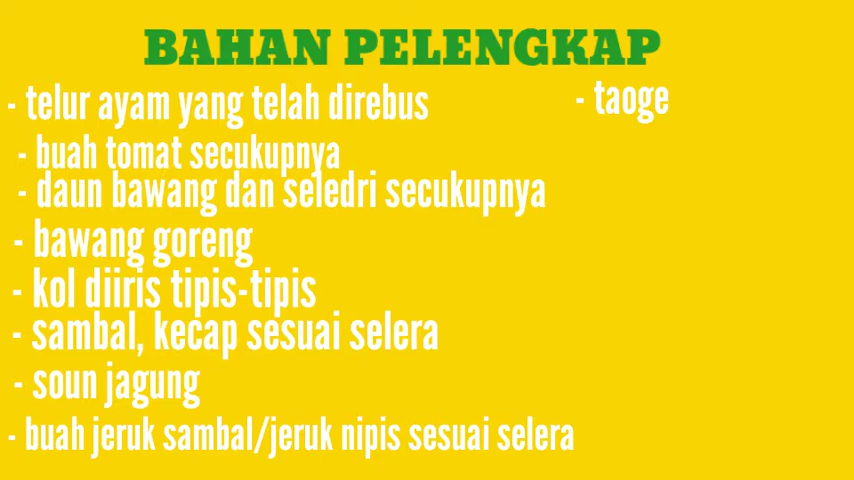 BAHAN PELENGKAP
- telur ayam yang telah direbus
- buah tomat secukupnya
- daun bawang dan seledri secukupnya
- bawang goreng
- kol diiris tipis-tipis
- sambal, kecap sesuai selera
- soun jagung
- buah jeruk sambal/jeruk nipis sesuai selera
- taoge